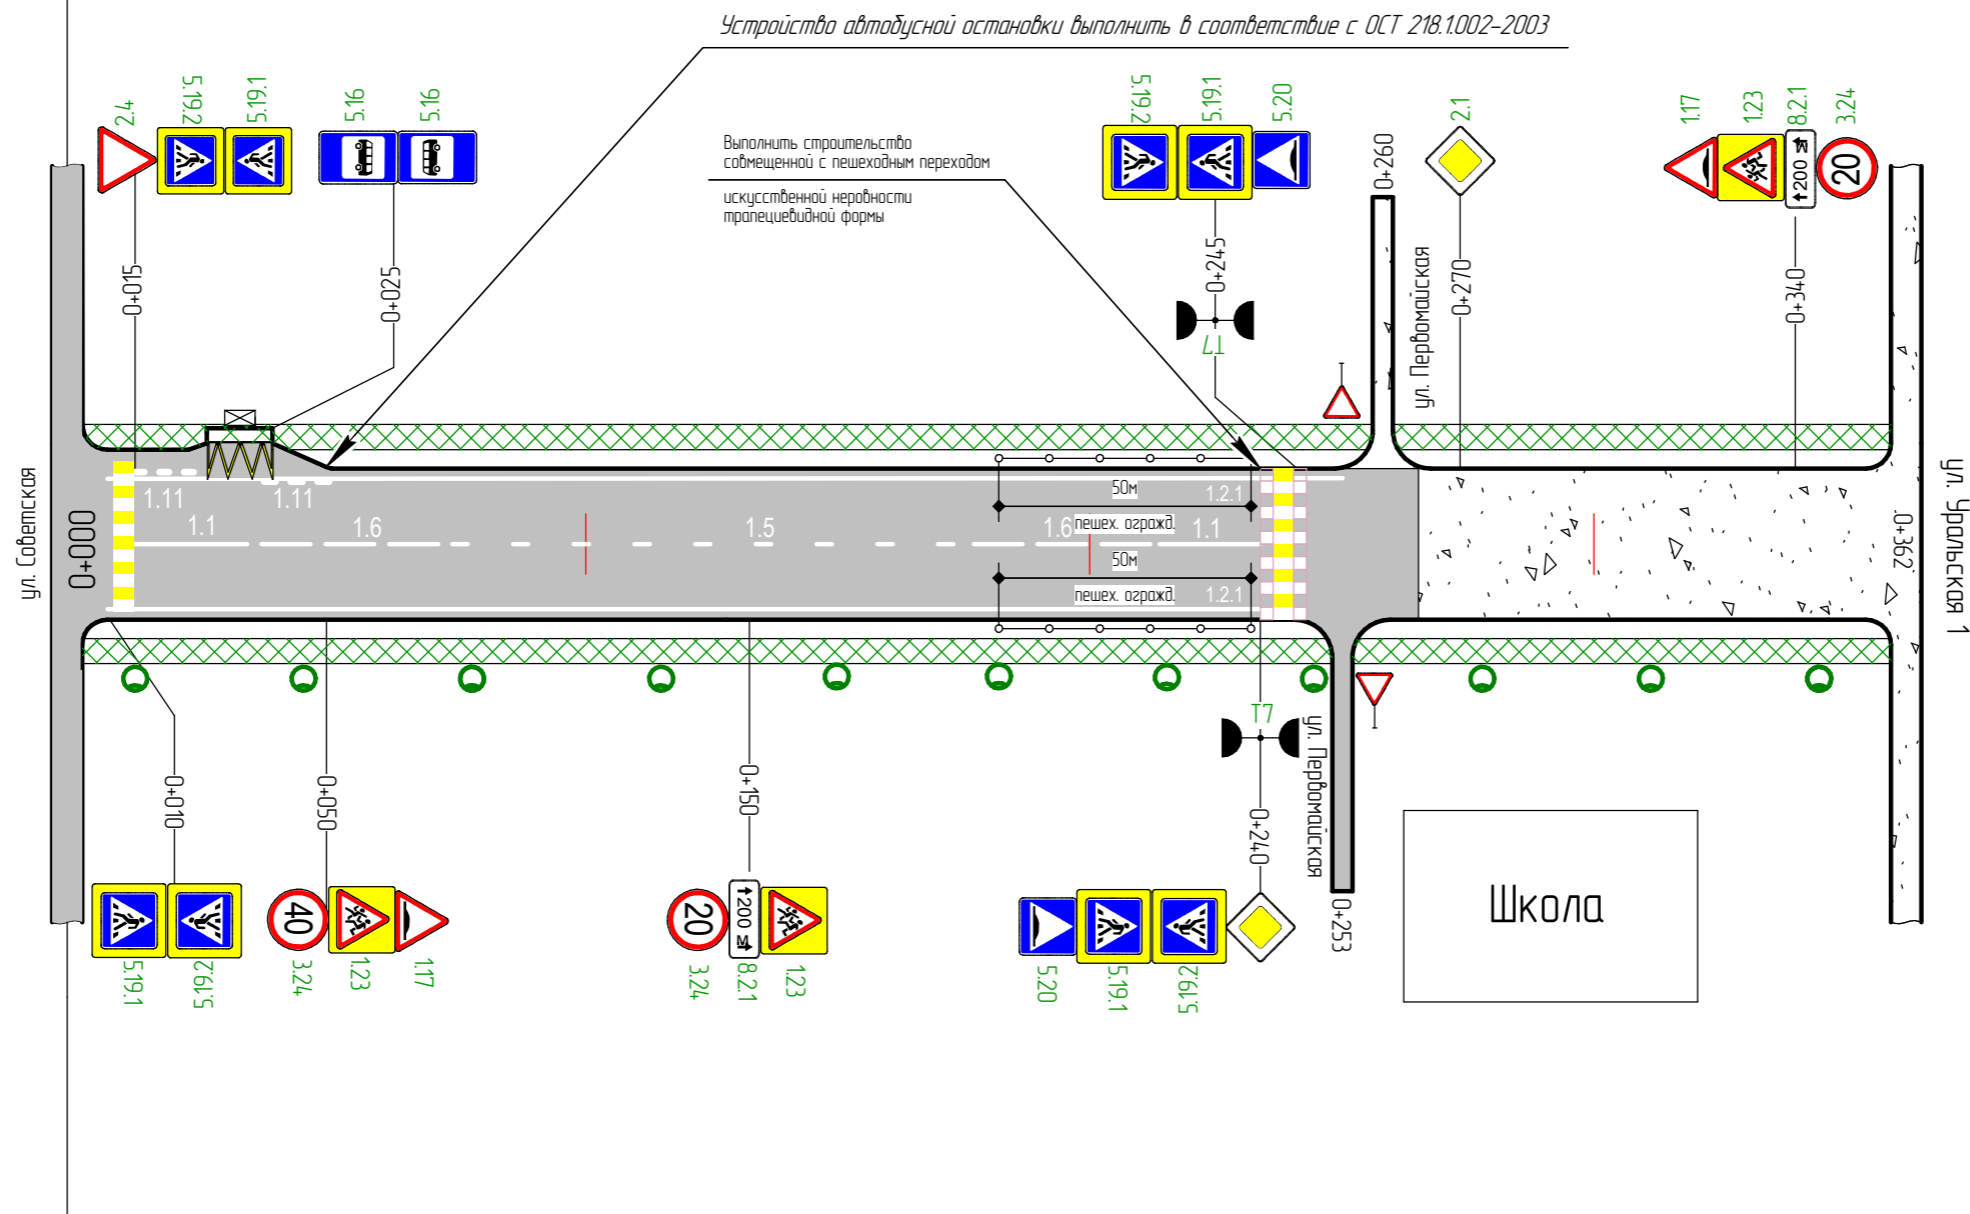 Устройство автобусной остановки выполнить в соответствие с ОСТ 218.1.002-2003
2.4
5.19.2
5.19.1
5.16
5.16
Выполнить строительство
совмещенной с пешеходным переходом
искусственной неровности
трапециевидной формы
5.19.2
5.19.1
5.20
0+260
2.1
1.17
1.23
8.2.1
3.24
200 м
20
0+015
0+025
0+245
Т7
ул. Первомайская
0+270
0+340
ул. Советская
0+000
1.11
1.11
1.1
1.6
1.5
1.6
1.1
50м
1.2.1
пешех. огражд.
50м
пешех. огражд.
1.2.1
0+362
ул. Уральская 1
0+010
0+050
0+150
Т7
0+240
ул. Первомайская
0+253
Школа
5.19.1
5.19.2
40
3.24
1.23
1.17
20
200 м
3.24
8.2.1
1.23
5.20
5.19.1
5.19.2